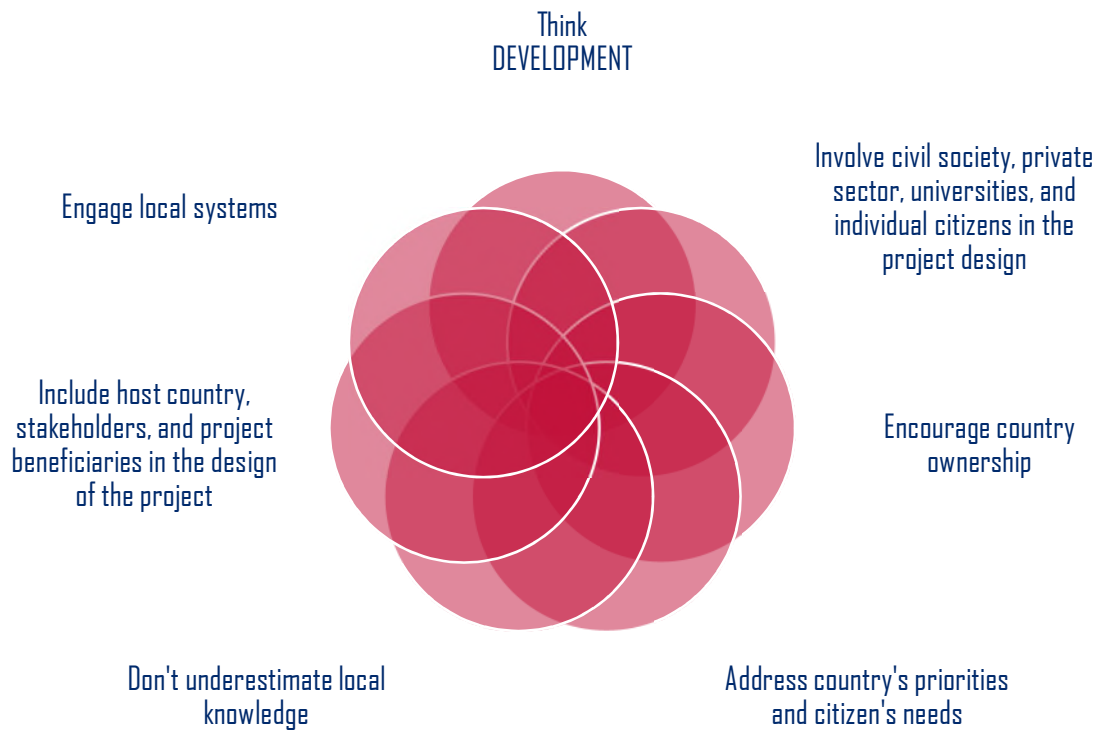 Think
DEVELOPMENT
Involve civil society, private
sector, universities, and
individual citizens in the
project design
Encourage country
ownership
Address country's priorities
and citizen's needs
Don't underestimate local
knowledge
Include host country,
stakeholders, and project
beneficiaries in the design
of the project
Engage local systems